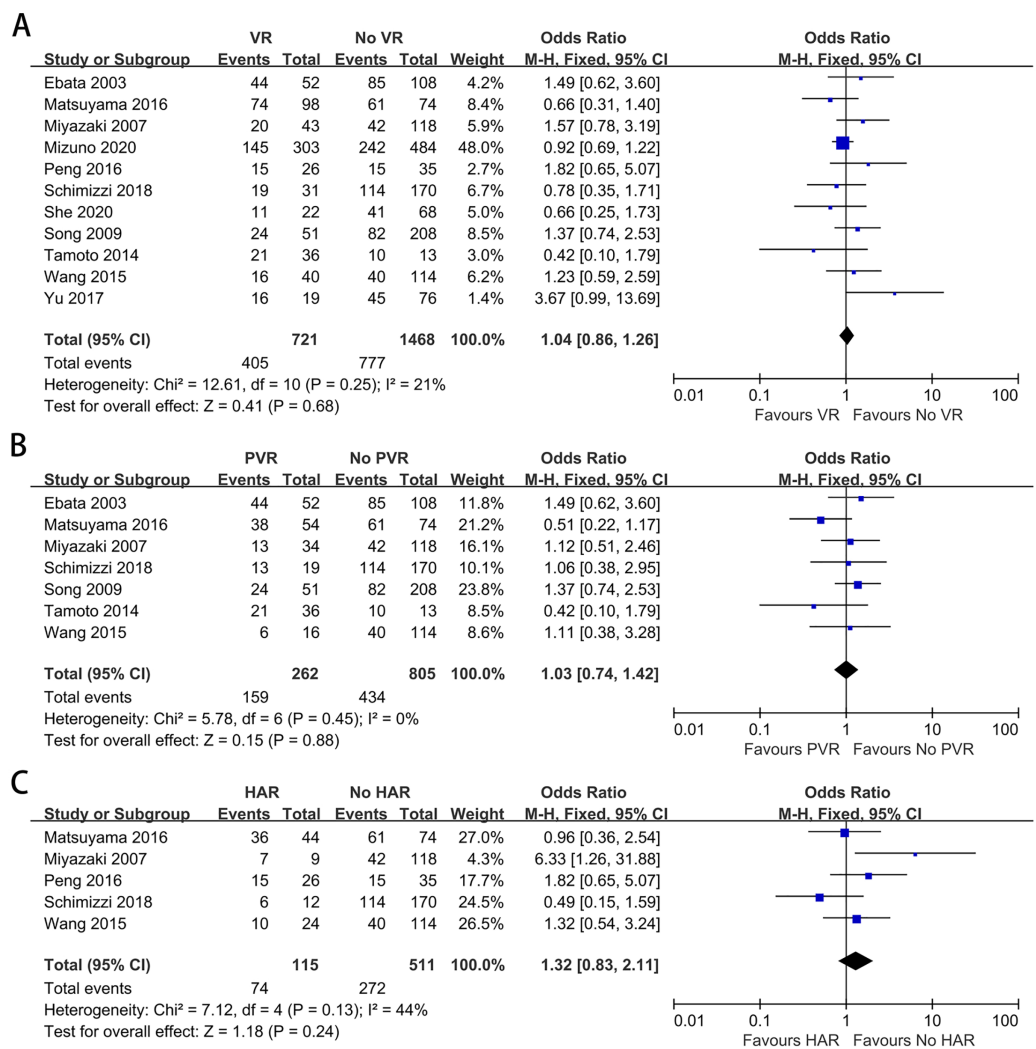 A
VR No VR Odds Ratio Odds Ratio
Study or Subgroup Events Total Events Total Weight M-H, Fixed, 95% CI M-H, Fixed, 95% CI
Ebata 2003 44 52 85 108 4.2% 1.49 [0.62, 3.60]
Matsuyama 2016 74 98 61 74 8.4% 0.66 [0.31, 1.40]
Miyazaki 2007 20 43 42 118 5.9% 1.57 [0.78, 3.19]
Mizuno 2020 145 303 242 484 48.0% 0.92 [0.69, 1.22]
Peng 2016 15 26 15 35 2.7% 1.82 [0.65, 5.07]
Schimizzi 2018 19 31 114 170 6.7% 0.78 [0.35, 1.71]
She 2020 11 22 41 68 5.0% 0.66 [0.25, 1.73]
Song 2009 24 51 82 208 8.5% 1.37 [0.74, 2.53]
Tamoto 2014 21 36 10 13 3.0% 0.42 [0.10, 1.79]
Wang 2015 16 40 40 114 6.2% 1.23 [0.59, 2.59]
Yu 2017 16 19 45 76 1.4% 3.67 [0.99, 13.69]
Total (95% CI) 721 1468 100.0% 1.04 [0.86, 1.26]
Total events 405 777
Heterogeneity: Chi² = 12.61, df = 10 (P = 0.25); I² = 21%
Test for overall effect: Z = 0.41 (P = 0.68)
0.01 0.1 1 10 100
Favours VR Favours No VR
B
PVR No PVR Odds Ratio Odds Ratio
Study or Subgroup Events Total Events Total Weight M-H, Fixed, 95% CI M-H, Fixed, 95% CI
Ebata 2003 44 52 85 108 11.8% 1.49 [0.62, 3.60]
Matsuyama 2016 38 54 61 74 21.2% 0.51 [0.22, 1.17]
Miyazaki 2007 13 34 42 118 16.1% 1.12 [0.51, 2.46]
Schimizzi 2018 13 19 114 170 10.1% 1.06 [0.38, 2.95]
Song 2009 24 51 82 208 23.8% 1.37 [0.74, 2.53]
Tamoto 2014 21 36 10 13 8.5% 0.42 [0.10, 1.79]
Wang 2015 6 16 40 114 8.6% 1.11 [0.38, 3.28]
Total (95% CI) 262 805 100.0% 1.03 [0.74, 1.42]
Total events 159 434
Heterogeneity: Chi² = 5.78, df = 6 (P = 0.45); I² = 0%
Test for overall effect: Z = 0.15 (P = 0.88)
0.01 0.1 1 10 100
Favours PVR Favours No PVR
C
HAR No HAR Odds Ratio Odds Ratio
Study or Subgroup Events Total Events Total Weight M-H, Fixed, 95% CI M-H, Fixed, 95% CI
Matsuyama 2016 36 44 61 74 27.0% 0.96 [0.36, 2.54]
Miyazaki 2007 7 9 42 118 4.3% 6.33 [1.26, 31.88]
Peng 2016 15 26 15 35 17.7% 1.82 [0.65, 5.07]
Schimizzi 2018 6 12 114 170 24.5% 0.49 [0.15, 1.59]
Wang 2015 10 24 40 114 26.5% 1.32 [0.54, 3.24]
Total (95% CI) 115 511 100.0% 1.32 [0.83, 2.11]
Total events 74 272
Heterogeneity: Chi² = 7.12, df = 4 (P = 0.13); I² = 44%
Test for overall effect: Z = 1.18 (P = 0.24)
0.01 0.1 1 10 100
Favours HAR Favours No HAR